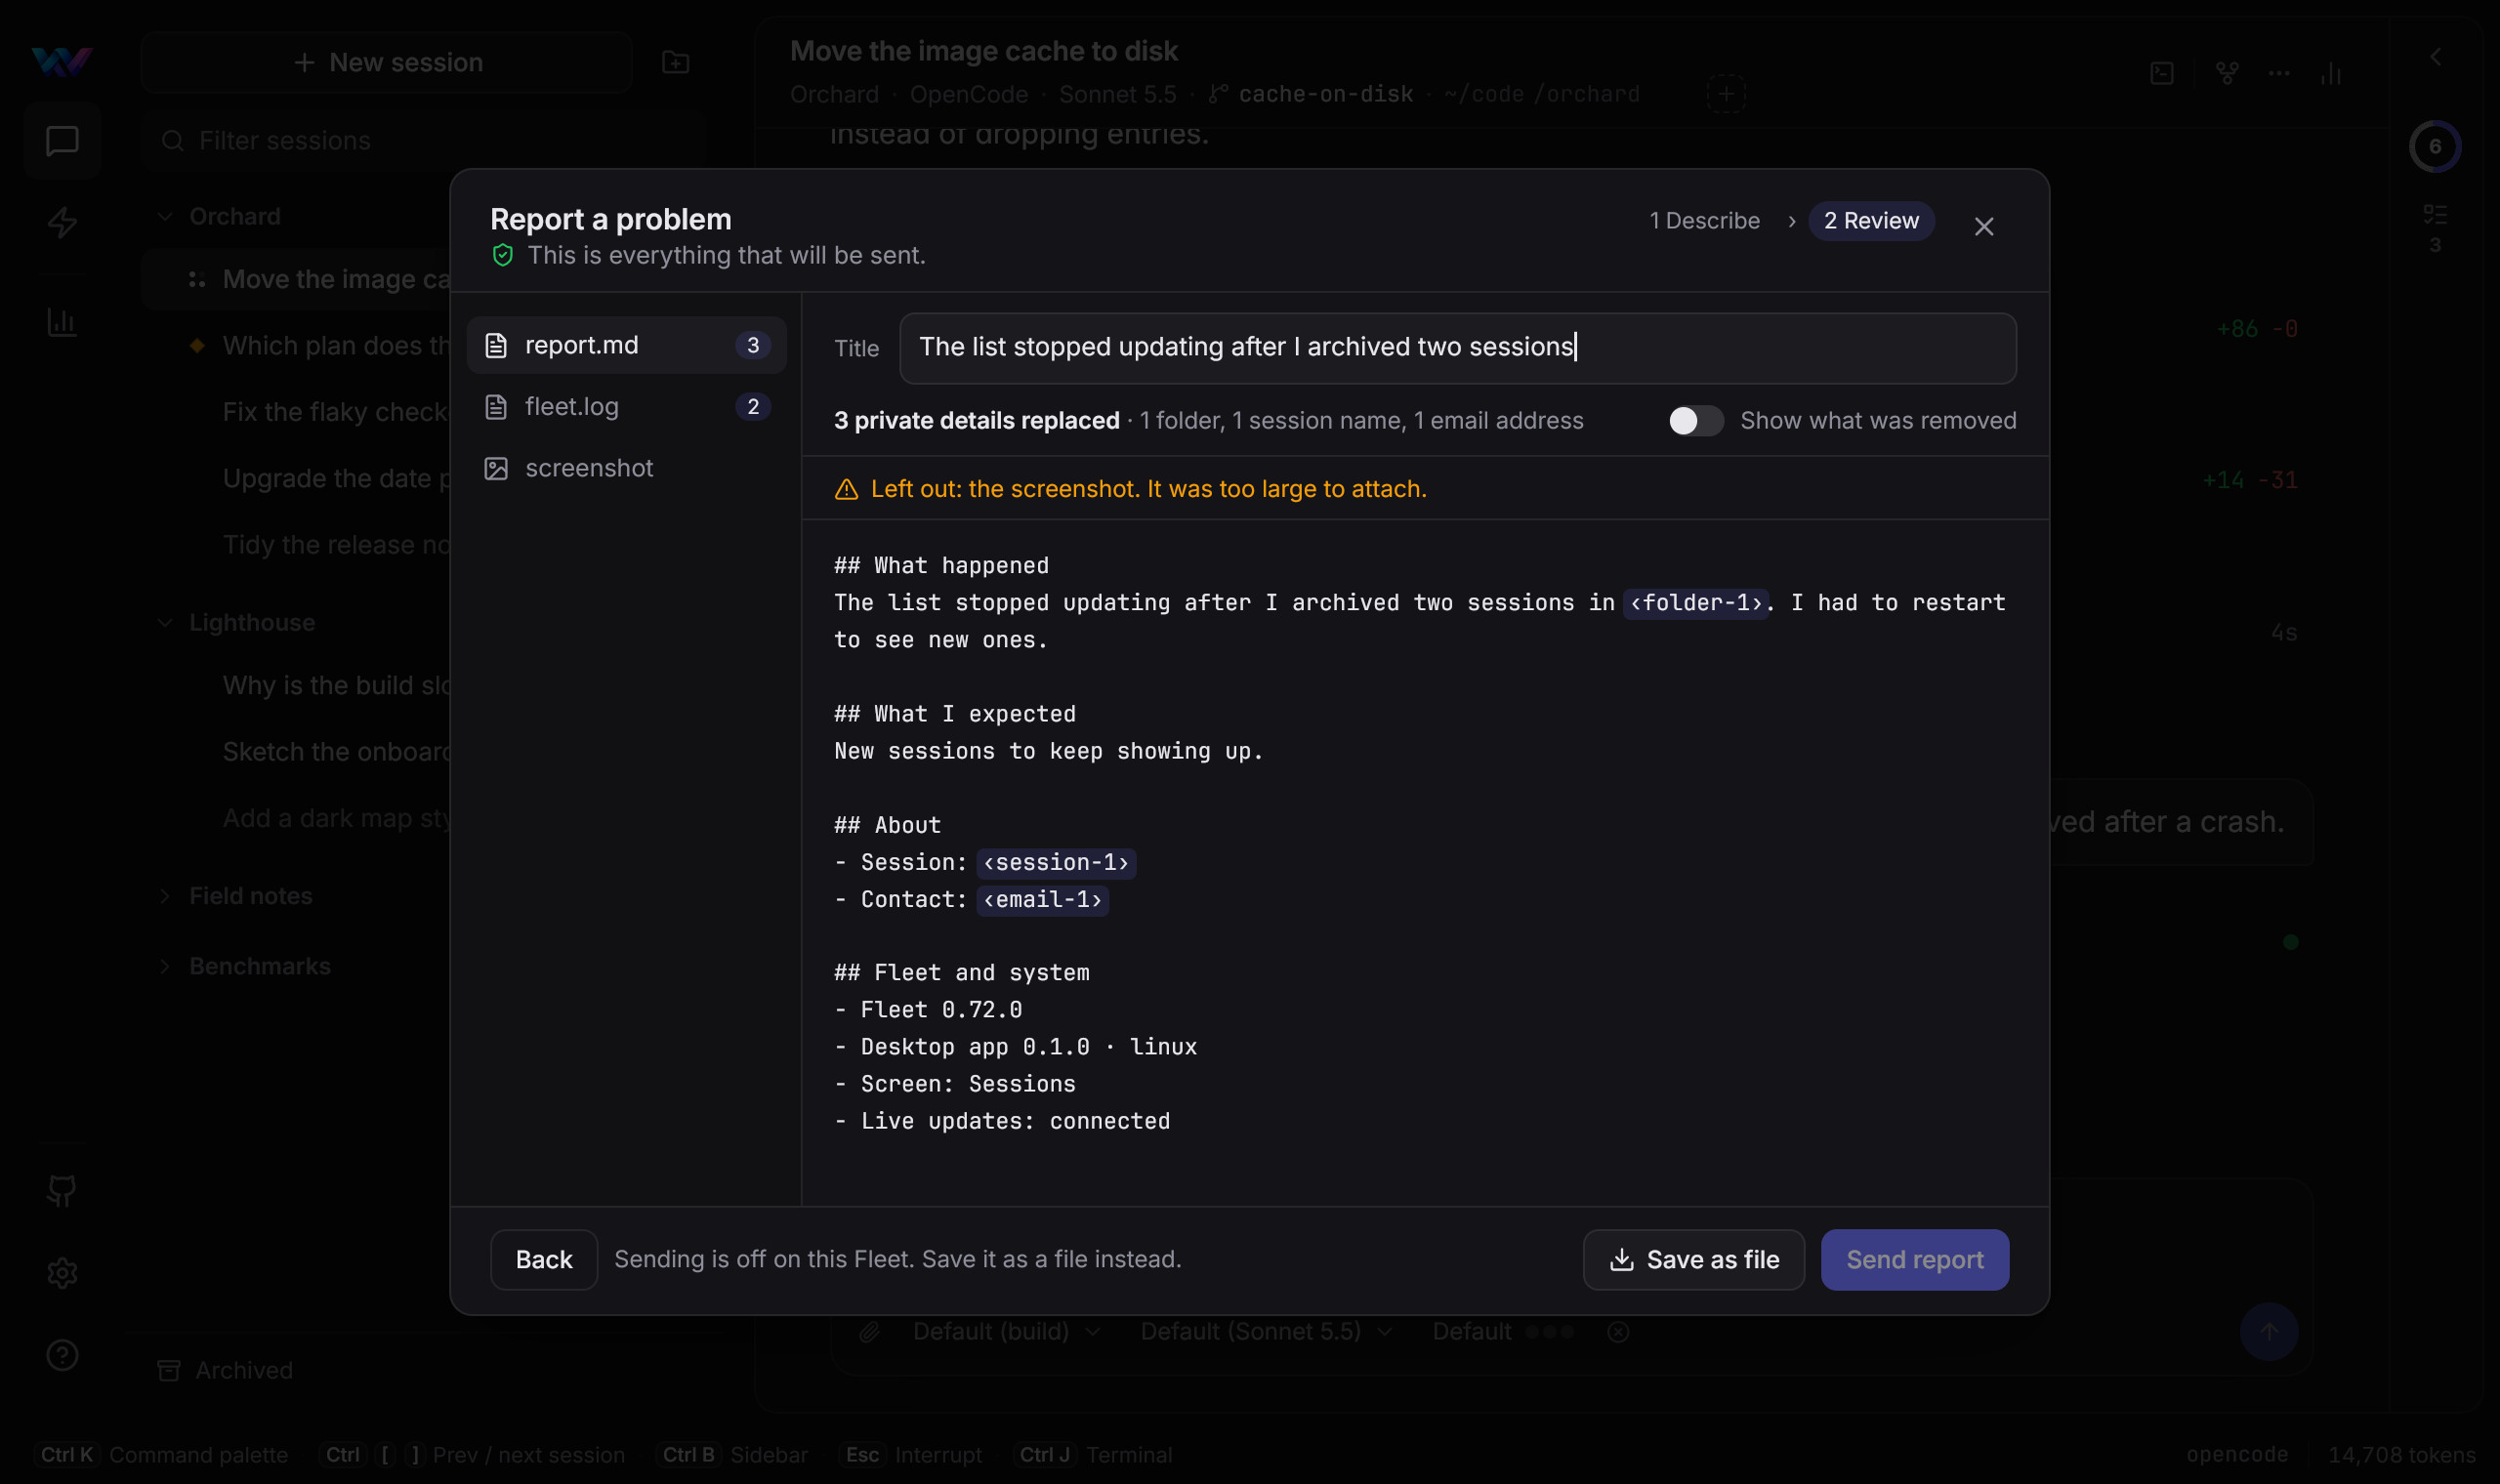 New session
Filter sessions
Orchard
Move the image ca
Which plan does th
Fix the flaky check
Upgrade the date p
Tidy the release no
Lighthouse
Why is the build slo
Sketch the onboard
Add a dark map sty
Field notes
Benchmarks
Archived
Move the image cache to disk
Orchard · OpenCode · Sonnet 5.5 · cache-on-disk · ~/code /orchard
instead of dropping entries.
6
3
+86 -0
+14 -31
4s
ved after a crash.
Report a problem
This is everything that will be sent.
1 Describe › 2 Review
report.md 3
fleet.log 2
screenshot
Title The list stopped updating after I archived two sessions
3 private details replaced · 1 folder, 1 session name, 1 email address
Show what was removed
Left out: the screenshot. It was too large to attach.
## What happened
The list stopped updating after I archived two sessions in ‹folder-1›. I had to restart
to see new ones.
## What I expected
New sessions to keep showing up.
## About
- Session: ‹session-1›
- Contact: ‹email-1›
## Fleet and system
- Fleet 0.72.0
- Desktop app 0.1.0 · linux
- Screen: Sessions
- Live updates: connected
Back
Sending is off on this Fleet. Save it as a file instead.
Save as file
Send report
Default (build)
Default (Sonnet 5.5)
Default
Ctrl K Command palette
Ctrl [ ] Prev / next session
Ctrl B Sidebar
Esc Interrupt
Ctrl J Terminal
opencode
14,708 tokens